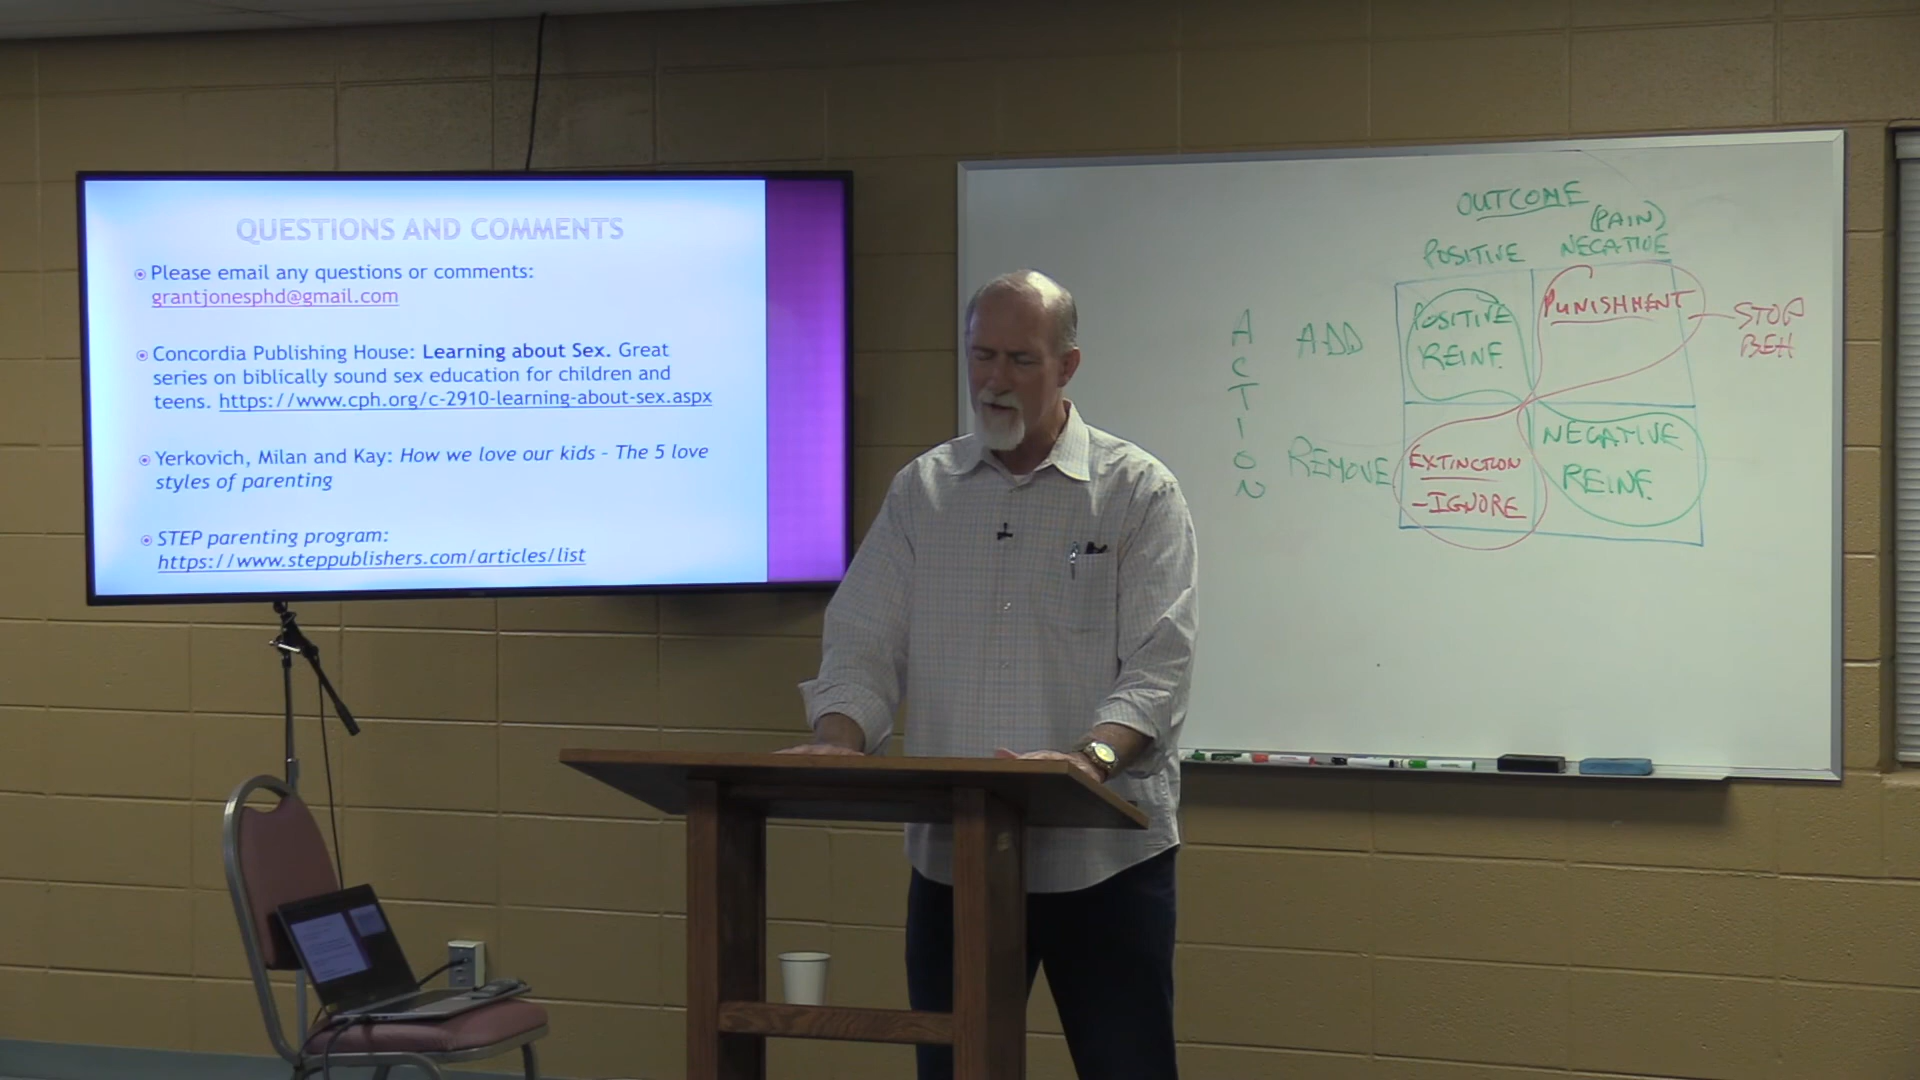 QUESTIONS AND COMMENTS
Please email any questions or comments:
grantjonesphd@gmail.com
Concordia Publishing House: Learning about Sex. Great
series on biblically sound sex education for children and
teens. https://www.cph.org/c-2910-learning-about-sex.aspx
Yerkovich, Milan and Kay: How we love our kids - The 5 love
styles of parenting
STEP parenting program:
https://www.steppublishers.com/articles/list
OUTCOME
(PAIN)
POSITIVE NEGATIVE
ACTION
ADD
POSITIVE
REINF.
PUNISHMENT
STOP
BEH
REMOVE
EXTINCTION
-IGNORE
NEGATIVE
REINF.